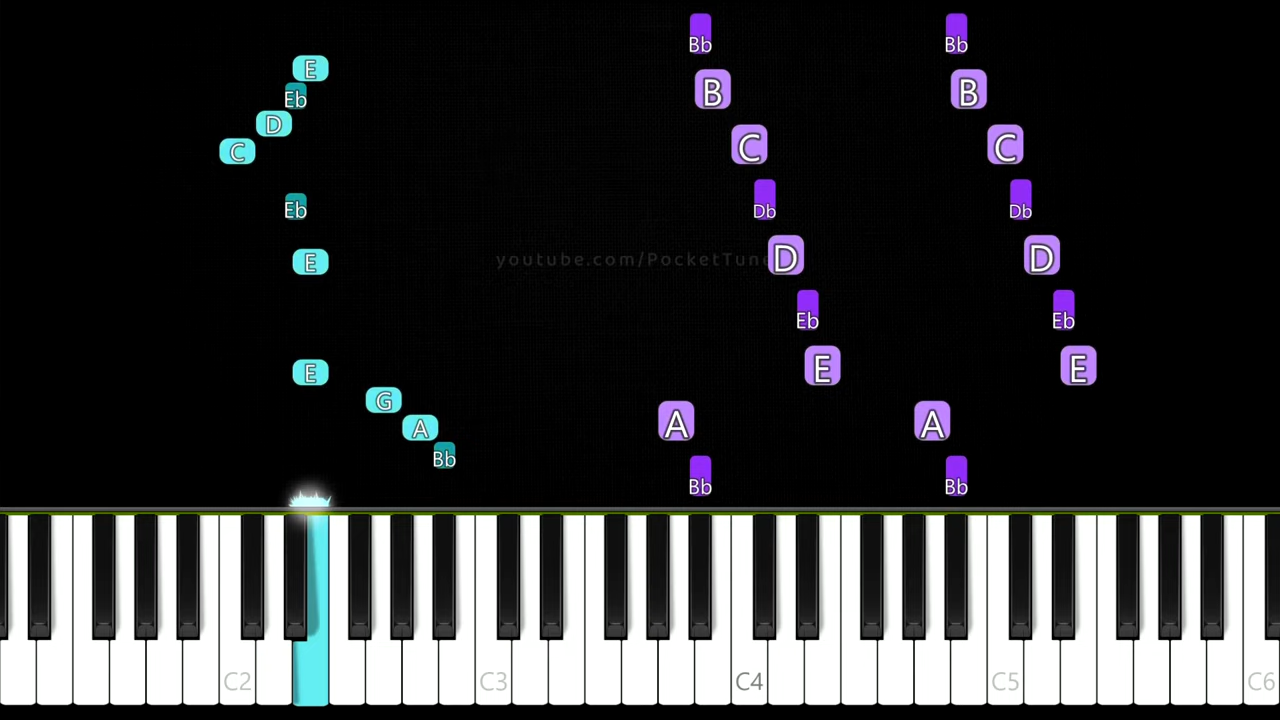 Bb Bb
E
B B
Eb
D
C C C
Eb Db Db
youtube.com/PocketTune
E D D
Eb Eb
E E E
G
A A A
Bb
Bb Bb
C2 C3 C4 C5 C6